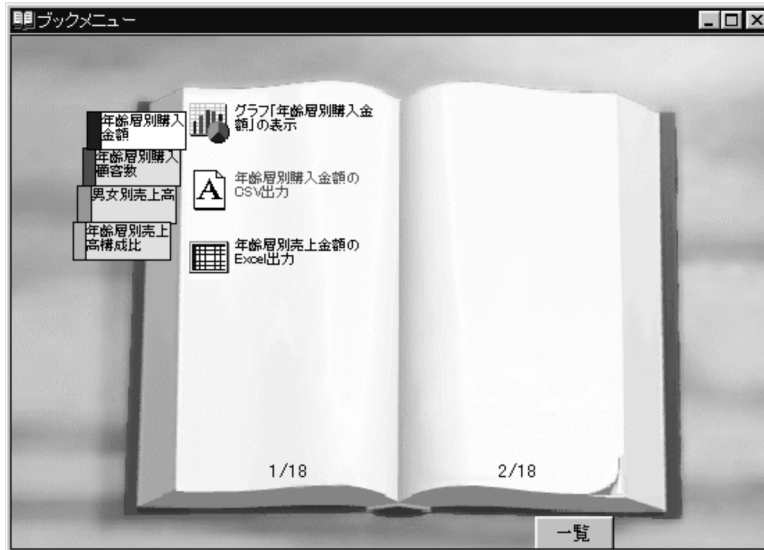 ブックメニュー
年齢層別購入
金額
年齢層別購入
顧客数
男女別売上高
年齢層別売上
高構成比
グラフ「年齢層別購入金
額」の表示
年齢層別購入金額の
CSV出力
年齢層別売上金額の
Excel出力
1/18
2/18
一覧